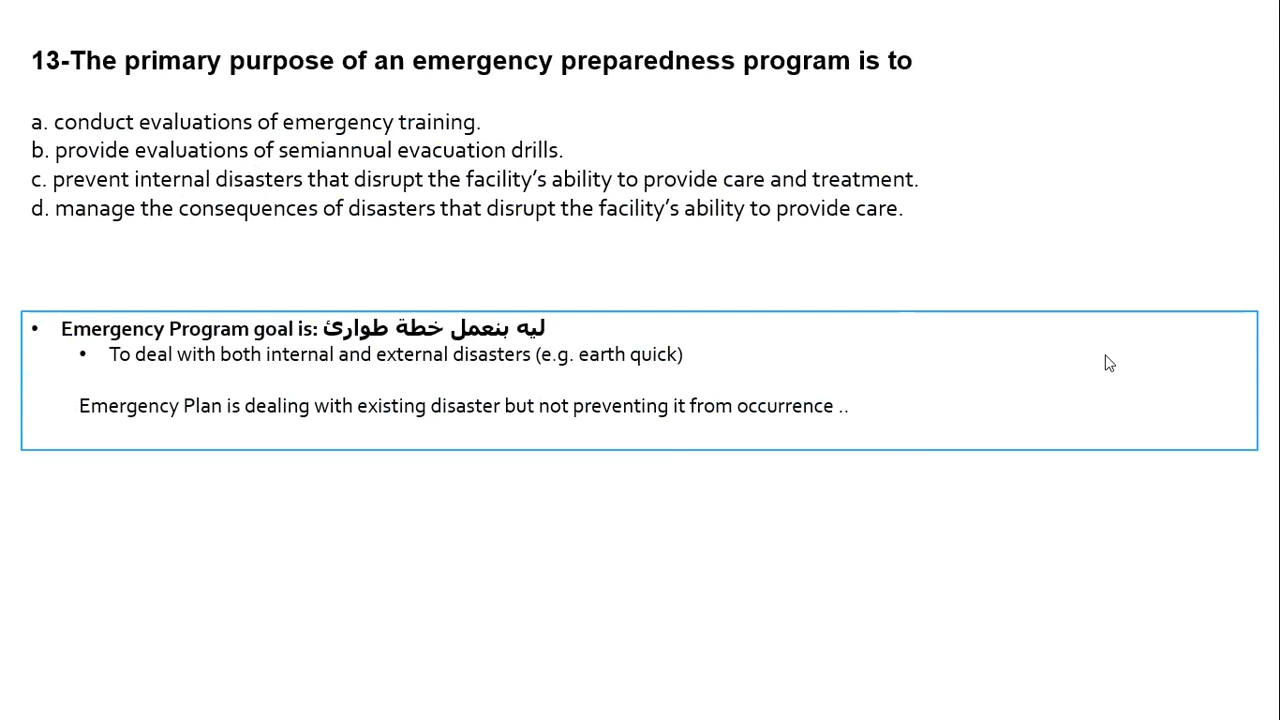 13-The primary purpose of an emergency preparedness program is to
a. conduct evaluations of emergency training.
b. provide evaluations of semiannual evacuation drills.
c. prevent internal disasters that disrupt the facility’s ability to provide care and treatment.
d. manage the consequences of disasters that disrupt the facility’s ability to provide care.
• Emergency Program goal is: ليه بنعمل خطة طوارئ
• To deal with both internal and external disasters (e.g. earth quick)
Emergency Plan is dealing with existing disaster but not preventing it from occurrence ..